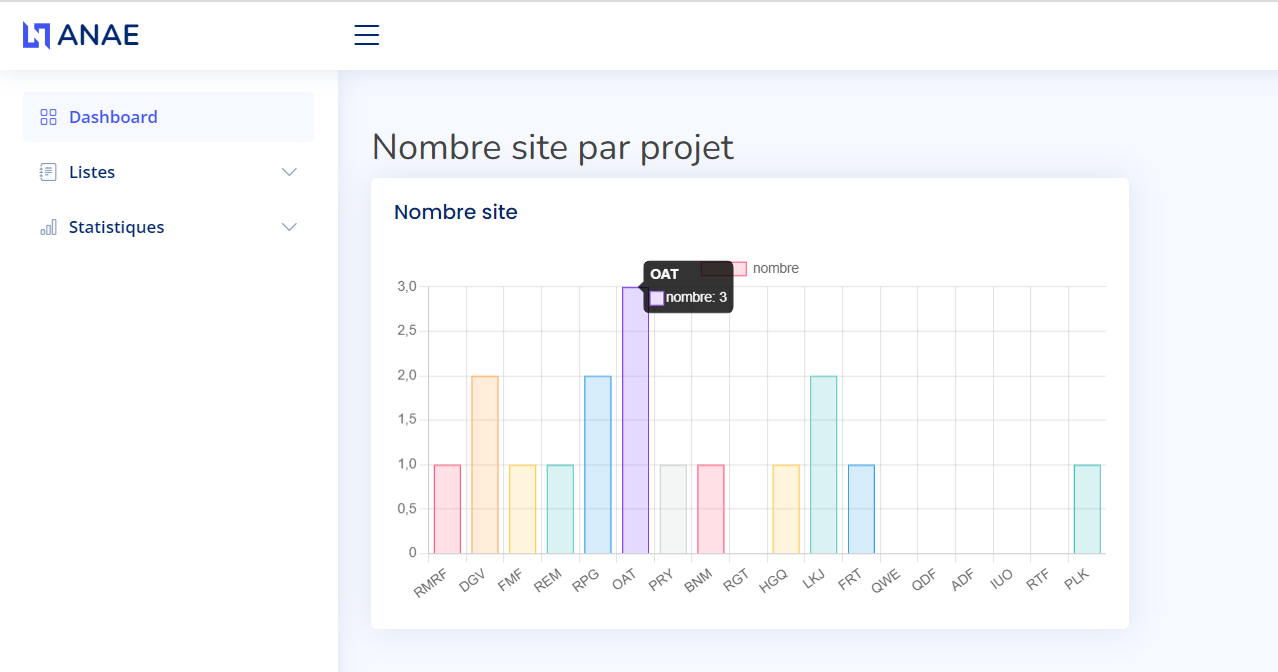 ANAE
Dashboard
Listes
Statistiques
Nombre site par projet
Nombre site
nombre
OAT
nombre: 3
3,0
2,5
2,0
1,5
1,0
0,5
0
RMRF DGV FMF REM RPG OAT PRY BNM RGT HGQ LKJ FRT QWE QDF ADF IUO RTF PLK